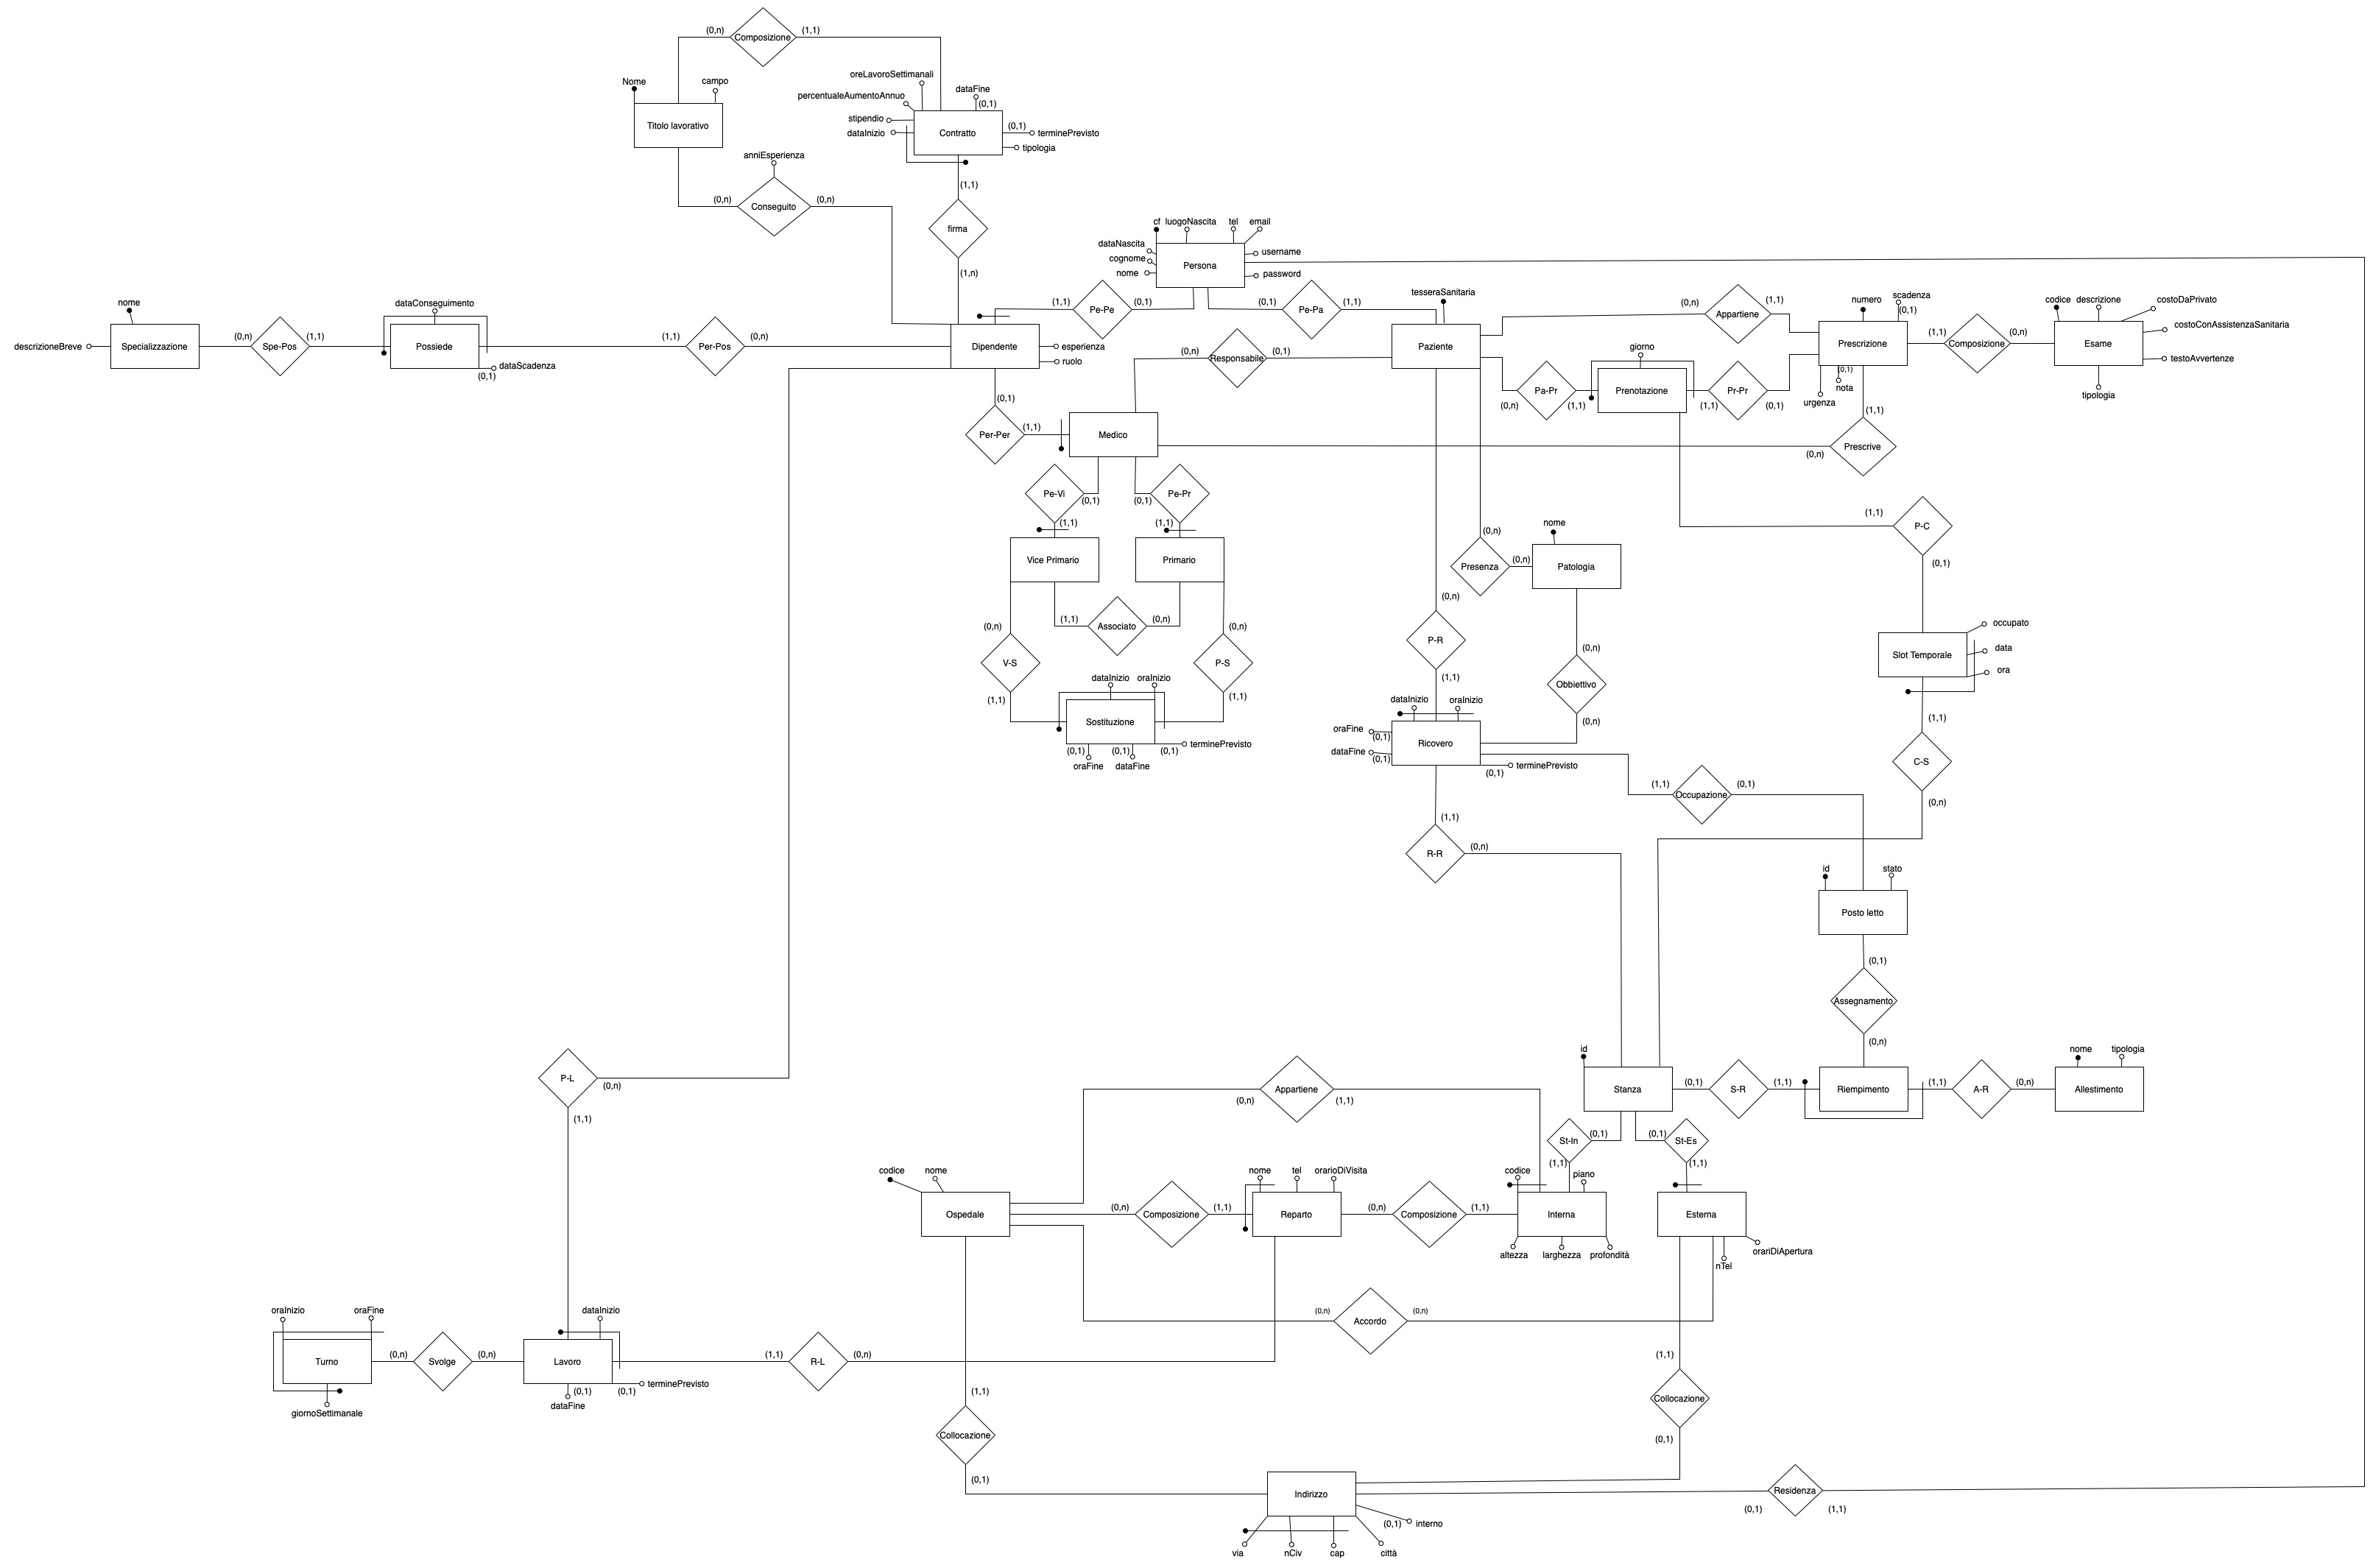 (0,n)
Composizione
(1,1)
Nome
campo
Titolo lavorativo
oreLavoroSettimanali
percentualeAumentoAnnuo
dataFine
(0,1)
stipendio
dataInizio
Contratto
(0,1)
terminePrevisto
tipologia
anniEsperienza
(0,n)
Conseguito
(0,n)
(1,1)
firma
(1,n)
cf
luogoNascita
tel
email
dataNascita
cognome
nome
Persona
username
password
nome
descrizioneBreve
Specializzazione
(0,n)
Spe-Pos
(1,1)
dataConseguimento
Possiede
(0,1)
dataScadenza
(1,1)
Per-Pos
(0,n)
Dipendente
esperienza
ruolo
(1,1)
Pe-Pe
(0,1)
(0,1)
Pe-Pa
(1,1)
tesseraSanitaria
Paziente
(0,n)
Responsabile
(0,1)
(0,n)
Appartiene
(1,1)
numero
scadenza
(0,1)
Prescrizione
(0,1)
nota
urgenza
(1,1)
Composizione
(0,n)
codice
descrizione
costoDaPrivato
costoConAssistenzaSanitaria
Esame
testoAvvertenze
tipologia
giorno
Pa-Pr
(0,n)
(1,1)
Prenotazione
Pr-Pr
(1,1)
(0,1)
(0,1)
Per-Per
(1,1)
Medico
(1,1)
Prescrive
(0,n)
Pe-Vi
(0,1)
(1,1)
Pe-Pr
(0,1)
(1,1)
Vice Primario
Primario
(1,1)
Associato
(0,n)
(0,n)
V-S
(1,1)
(0,n)
P-S
(1,1)
dataInizio
oraInizio
Sostituzione
(0,1)
oraFine
(0,1)
dataFine
(0,1)
terminePrevisto
(0,n)
Presenza
(0,n)
nome
Patologia
(1,1)
P-C
(0,1)
(0,n)
P-R
(1,1)
(0,n)
Obbiettivo
(0,n)
occupato
Slot Temporale
data
ora
dataInizio
oraInizio
oraFine
(0,1)
dataFine
(0,1)
Ricovero
(0,1)
terminePrevisto
(1,1)
C-S
(0,n)
(1,1)
Occupazione
(0,1)
(1,1)
R-R
(0,n)
id
stato
Posto letto
(0,1)
Assegnamento
(0,n)
id
Stanza
(0,1)
S-R
(1,1)
Riempimento
(1,1)
A-R
(0,n)
nome
tipologia
Allestimento
P-L
(0,n)
(1,1)
Appartiene
(0,n)
(1,1)
St-In
(0,1)
(1,1)
(0,1)
St-Es
(1,1)
codice
nome
Ospedale
(0,n)
Composizione
(1,1)
nome
tel
orarioDiVisita
Reparto
(0,n)
Composizione
(1,1)
codice
piano
Interna
altezza
larghezza
profondità
Esterna
orariDiApertura
nTel
(0,n)
Accordo
(0,n)
oraInizio
oraFine
Turno
giornoSettimanale
(0,n)
Svolge
(0,n)
dataInizio
Lavoro
(0,1)
dataFine
(0,1)
terminePrevisto
(1,1)
R-L
(0,n)
(1,1)
Collocazione
(0,1)
(1,1)
Collocazione
(0,1)
Indirizzo
via
nCiv
cap
città
(0,1)
interno
Residenza
(0,1)
(1,1)